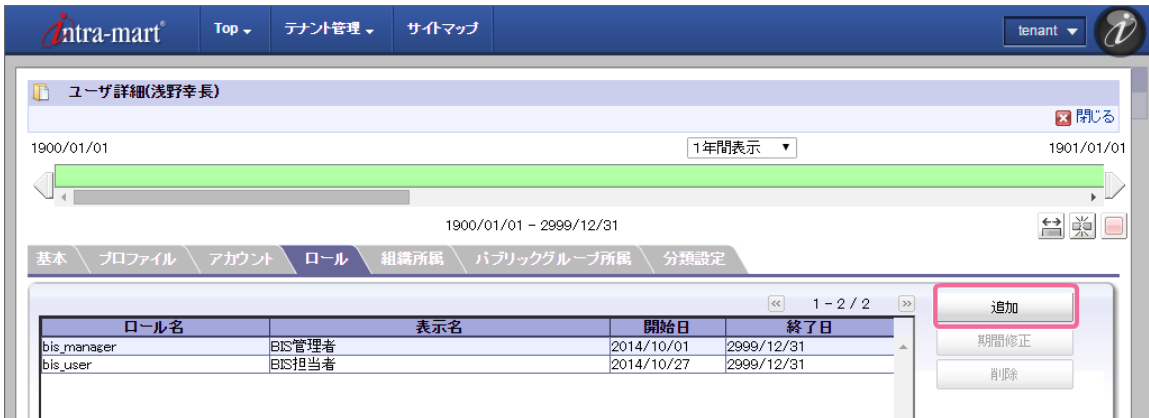 intra-mart Top テナント管理 サイトマップ tenant
ユーザ詳細(浅野幸長)
閉じる
1900/01/01 1年間表示 1901/01/01
1900/01/01 - 2999/12/31
基本 プロファイル アカウント ロール 組織所属 パブリックグループ所属 分類設定
<< 1 - 2 / 2 >> 追加
ロール名 表示名 開始日 終了日
bis_manager BIS管理者 2014/10/01 2999/12/31 期間修正
bis_user BIS担当者 2014/10/27 2999/12/31
削除